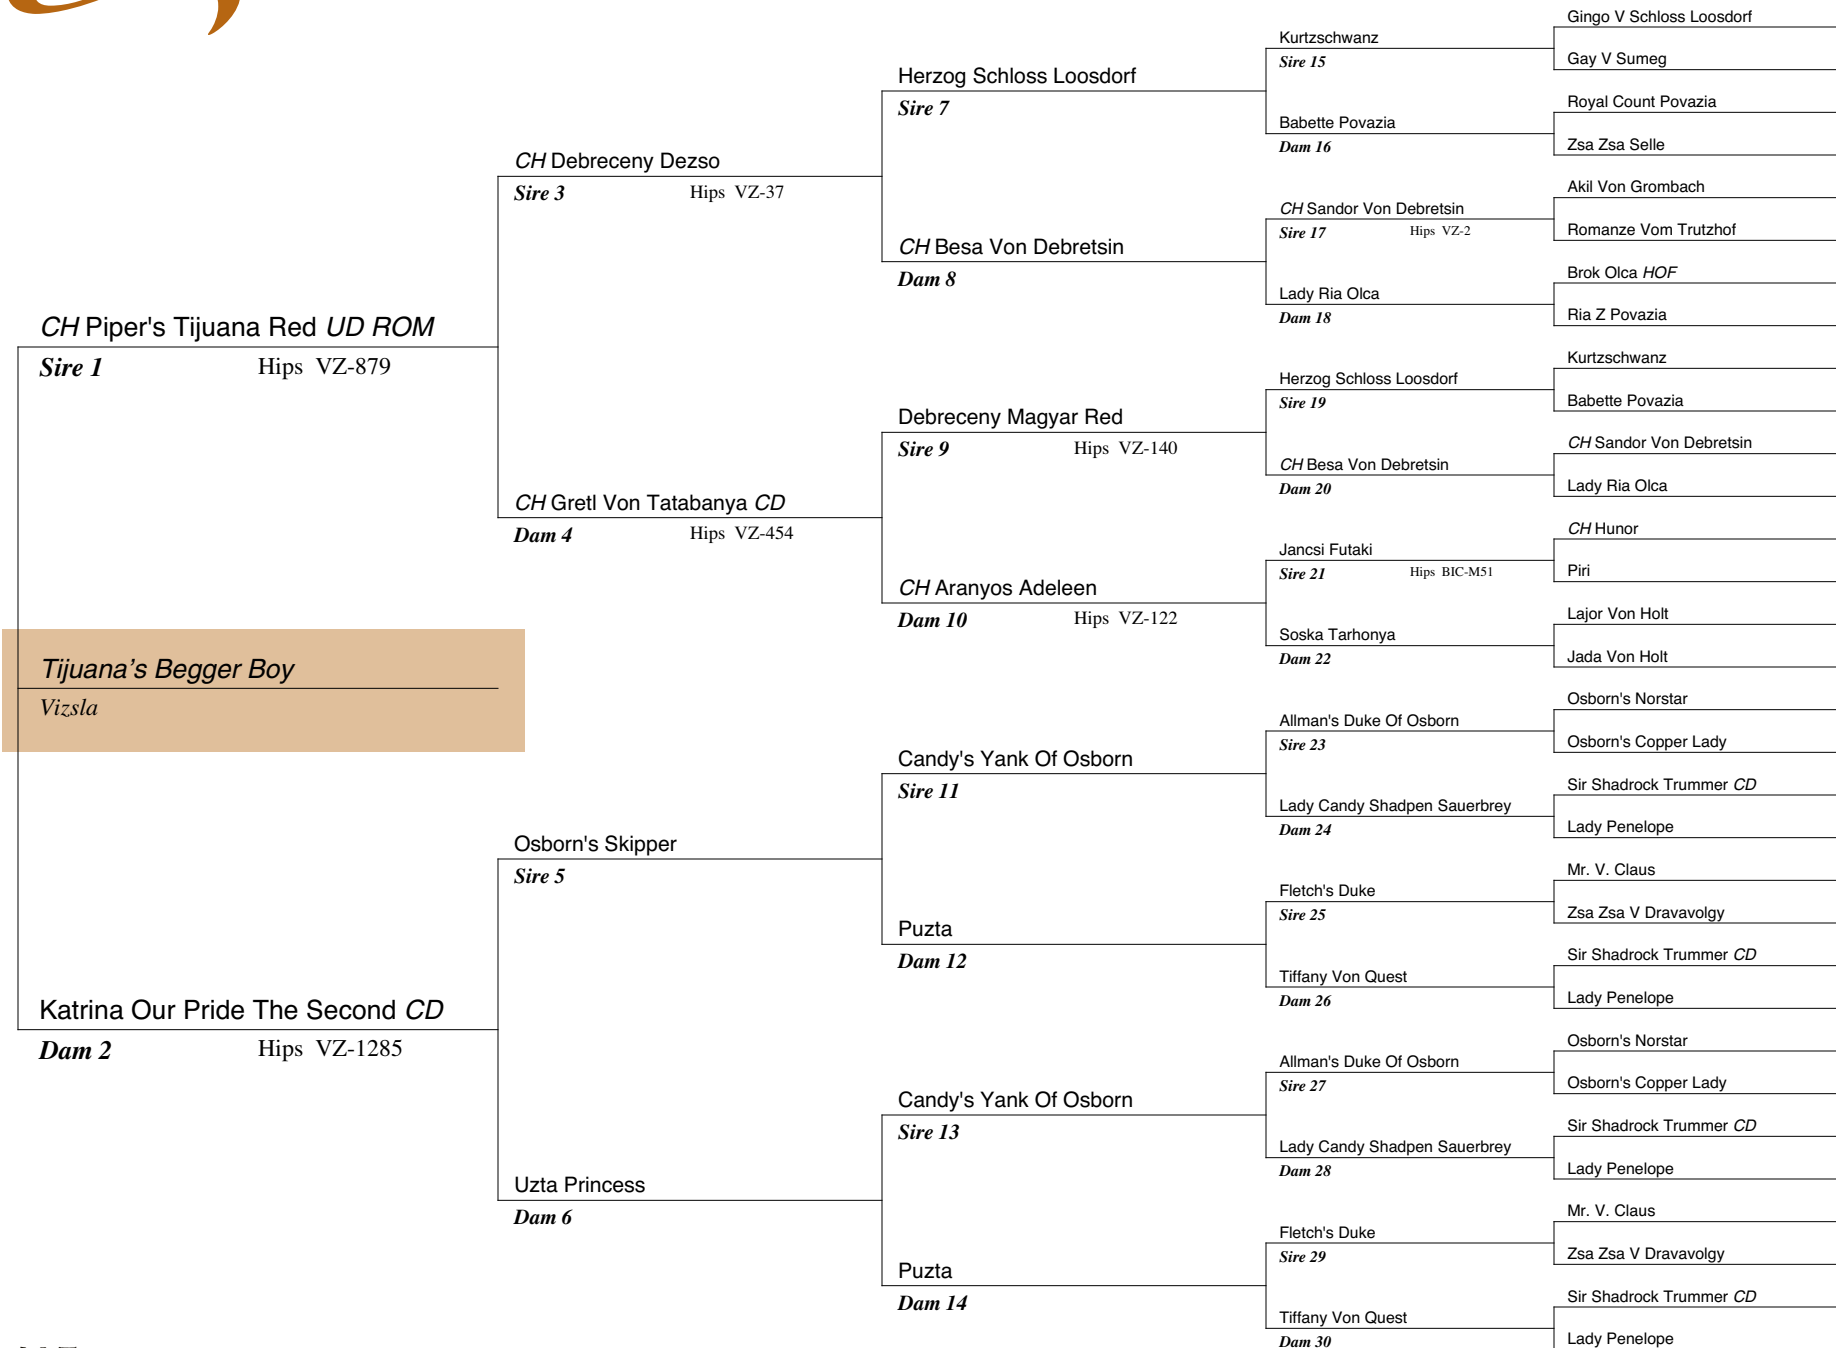 Gingo V Schloss Loosdorf
Kurtzschwanz
Sire 15
Gay V Sumeg
Herzog Schloss Loosdorf
Sire 7
Royal Count Povazia
Babette Povazia
Dam 16
Zsa Zsa Selle
CH Debreceny Dezso
Sire 3 Hips VZ-37
Akil Von Grombach
CH Sandor Von Debretsin
Sire 17 Hips VZ-2
Romanze Vom Trutzhof
CH Besa Von Debretsin
Dam 8
Brok Olca HOF
Lady Ria Olca
Dam 18
Ria Z Povazia
CH Piper's Tijuana Red UD ROM
Sire 1 Hips VZ-879
Kurtzschwanz
Herzog Schloss Loosdorf
Sire 19
Babette Povazia
Debreceny Magyar Red
Sire 9 Hips VZ-140
CH Sandor Von Debretsin
CH Besa Von Debretsin
Dam 20
Lady Ria Olca
CH Gretl Von Tatabanya CD
Dam 4 Hips VZ-454
CH Hunor
Jancsi Futaki
Sire 21 Hips BIC-M51
Piri
CH Aranyos Adeleen
Dam 10 Hips VZ-122
Lajor Von Holt
Soska Tarhonya
Dam 22
Jada Von Holt
Tijuana’s Begger Boy
Vizsla
Osborn's Norstar
Allman's Duke Of Osborn
Sire 23
Osborn's Copper Lady
Candy's Yank Of Osborn
Sire 11
Sir Shadrock Trummer CD
Lady Candy Shadpen Sauerbrey
Dam 24
Lady Penelope
Osborn's Skipper
Sire 5
Mr. V. Claus
Fletch's Duke
Sire 25
Zsa Zsa V Dravavolgy
Puzta
Dam 12
Sir Shadrock Trummer CD
Tiffany Von Quest
Dam 26
Lady Penelope
Katrina Our Pride The Second CD
Dam 2 Hips VZ-1285
Osborn's Norstar
Allman's Duke Of Osborn
Sire 27
Osborn's Copper Lady
Candy's Yank Of Osborn
Sire 13
Sir Shadrock Trummer CD
Lady Candy Shadpen Sauerbrey
Dam 28
Lady Penelope
Uzta Princess
Dam 6
Mr. V. Claus
Fletch's Duke
Sire 29
Zsa Zsa V Dravavolgy
Puzta
Dam 14
Sir Shadrock Trummer CD
Tiffany Von Quest
Dam 30
Lady Penelope